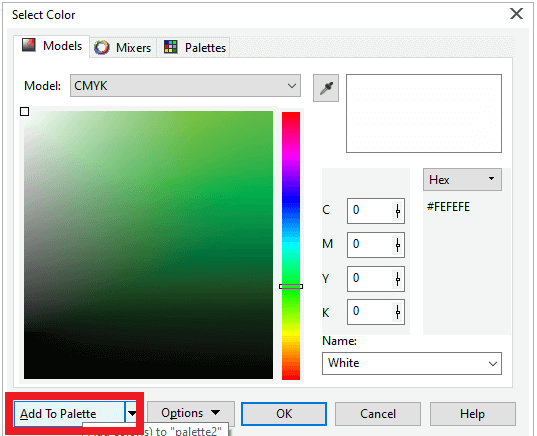 Select Color
Models Mixers Palettes
Model: CMYK
Hex
C 0 #FEFEFE
M 0
Y 0
K 0
Name:
White
Add To Palette Options OK Cancel Help
to "palette2"